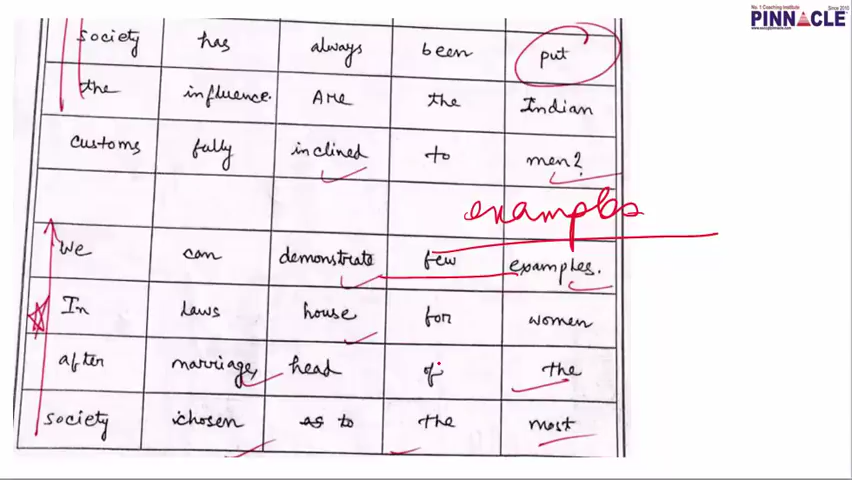 No. 1 Coaching Institute Since 2010
PINNACLE
society has always been put
the influence. Are the Indian
customs fully inclined to men?
examples
We can demonstrate few examples.
In laws house for women
after marriage, head of the
society chosen as to the most